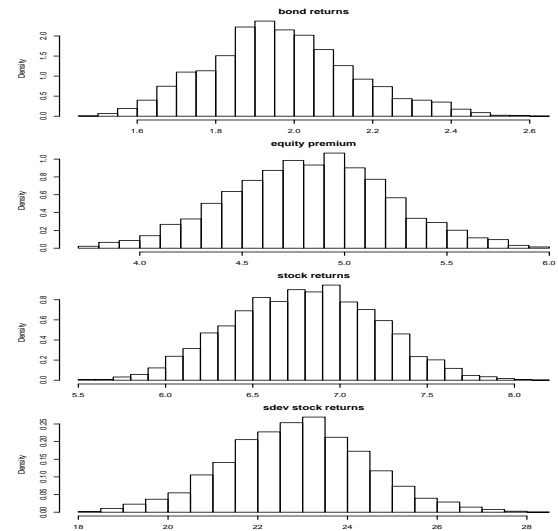 bond returns
Density
0.0 0.5 1.0 1.5 2.0
1.6 1.8 2.0 2.2 2.4 2.6
equity premium
Density
0.0 0.2 0.4 0.6 0.8 1.0
4.0 4.5 5.0 5.5 6.0
stock returns
Density
0.0 0.2 0.4 0.6 0.8
5.5 6.0 6.5 7.0 7.5 8.0
sdev stock returns
Density
0.00 0.05 0.10 0.15 0.20 0.25
18 20 22 24 26 28